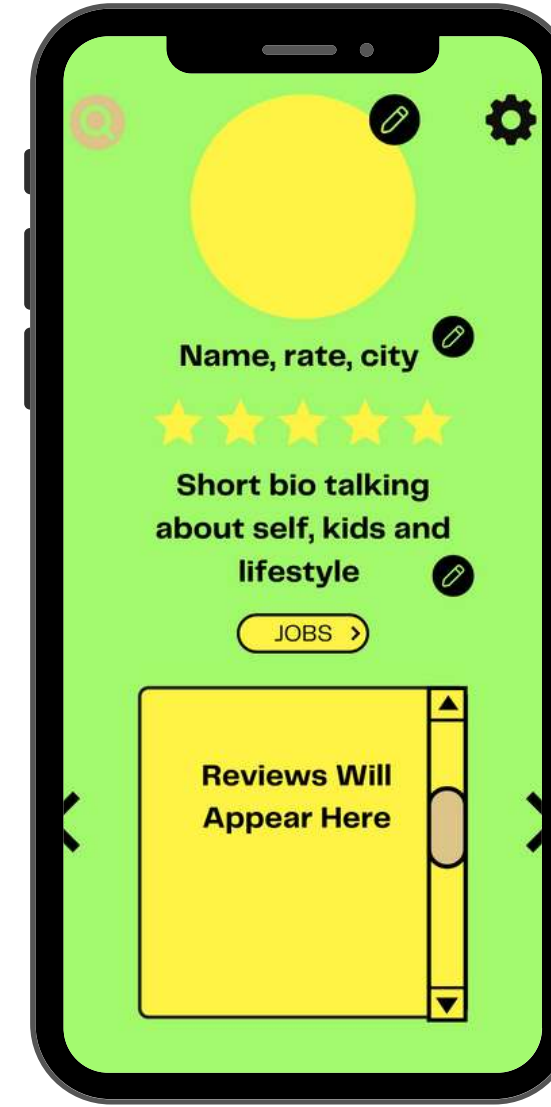 Name, rate, city
Short bio talking
about self, kids and
lifestyle
JOBS
Reviews Will
Appear Here